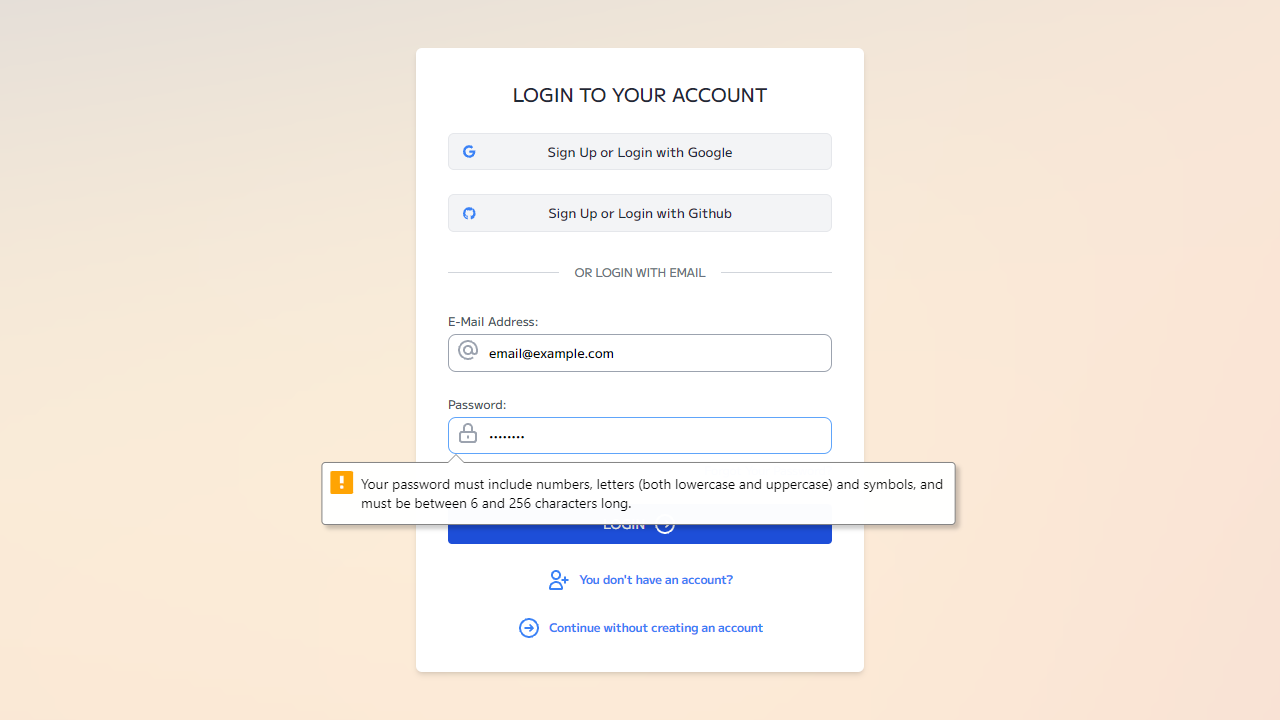 LOGIN TO YOUR ACCOUNT
Sign Up or Login with Google
Sign Up or Login with Github
OR LOGIN WITH EMAIL
E-Mail Address:
email@example.com
Password:
••••••••
Your password must include numbers, letters (both lowercase and uppercase) and symbols, and
must be between 6 and 256 characters long.
LOGIN
You don't have an account?
Continue without creating an account